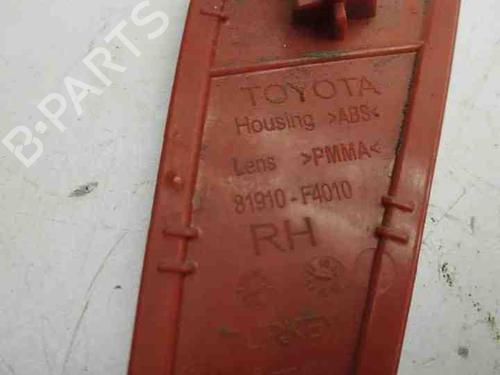 B-PARTS
TOYOTA
Housing >ABS<
Lens >PMMA<
81910-F4010
RH